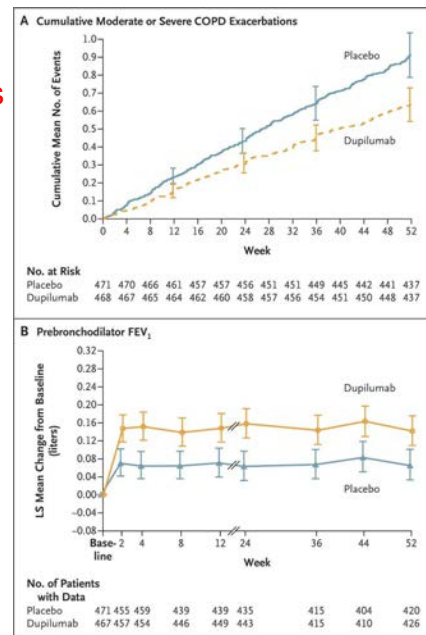 A Cumulative Moderate or Severe COPD Exacerbations
s
Cumulative Mean No. of Events
1.0
0.9
0.8
0.7
0.6
0.5
0.4
0.3
0.2
0.1
0.0
Placebo
Dupilumab
0 4 8 12 16 20 24 28 32 36 40 44 48 52
Week
No. at Risk
Placebo 471 470 466 461 457 457 456 451 451 449 445 442 441 437
Dupilumab 468 467 465 464 462 460 458 457 456 454 451 450 448 437
B Prebronchodilator FEV1
LS Mean Change from Baseline
(liters)
0.32
0.28
0.24
0.20
0.16
0.12
0.08
0.04
0.00
−0.04
−0.08
Dupilumab
Placebo
Base-
line 2 4 8 12 24 36 44 52
Week
No. of Patients
with Data
Placebo 471 455 459 439 439 435 415 404 420
Dupilumab 467 457 454 446 449 443 415 410 426